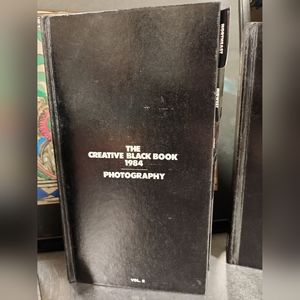 THE
CREATIVE BLACK BOOK
1984
PHOTOGRAPHY
VOL. II